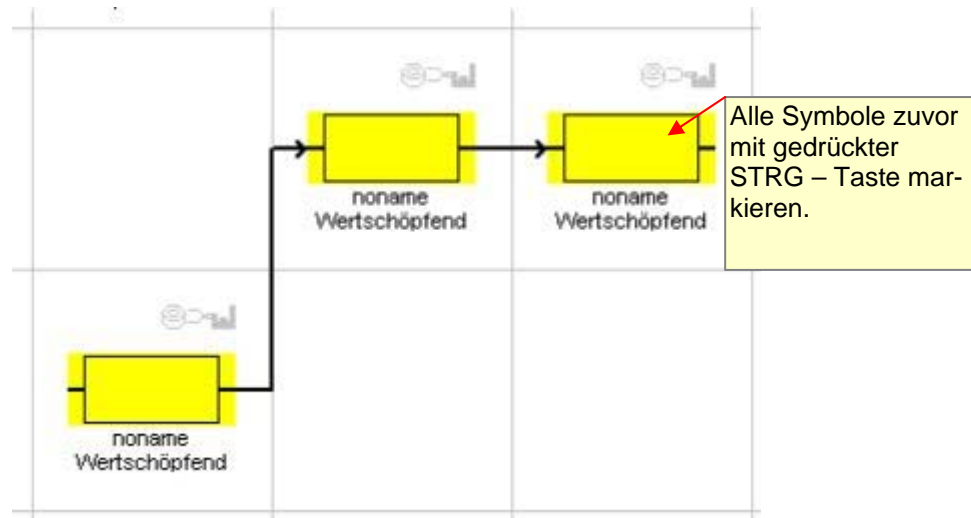 Alle Symbole zuvor
mit gedrückter
STRG – Taste mar-
kieren.
noname
Wertschöpfend
noname
Wertschöpfend
noname
Wertschöpfend